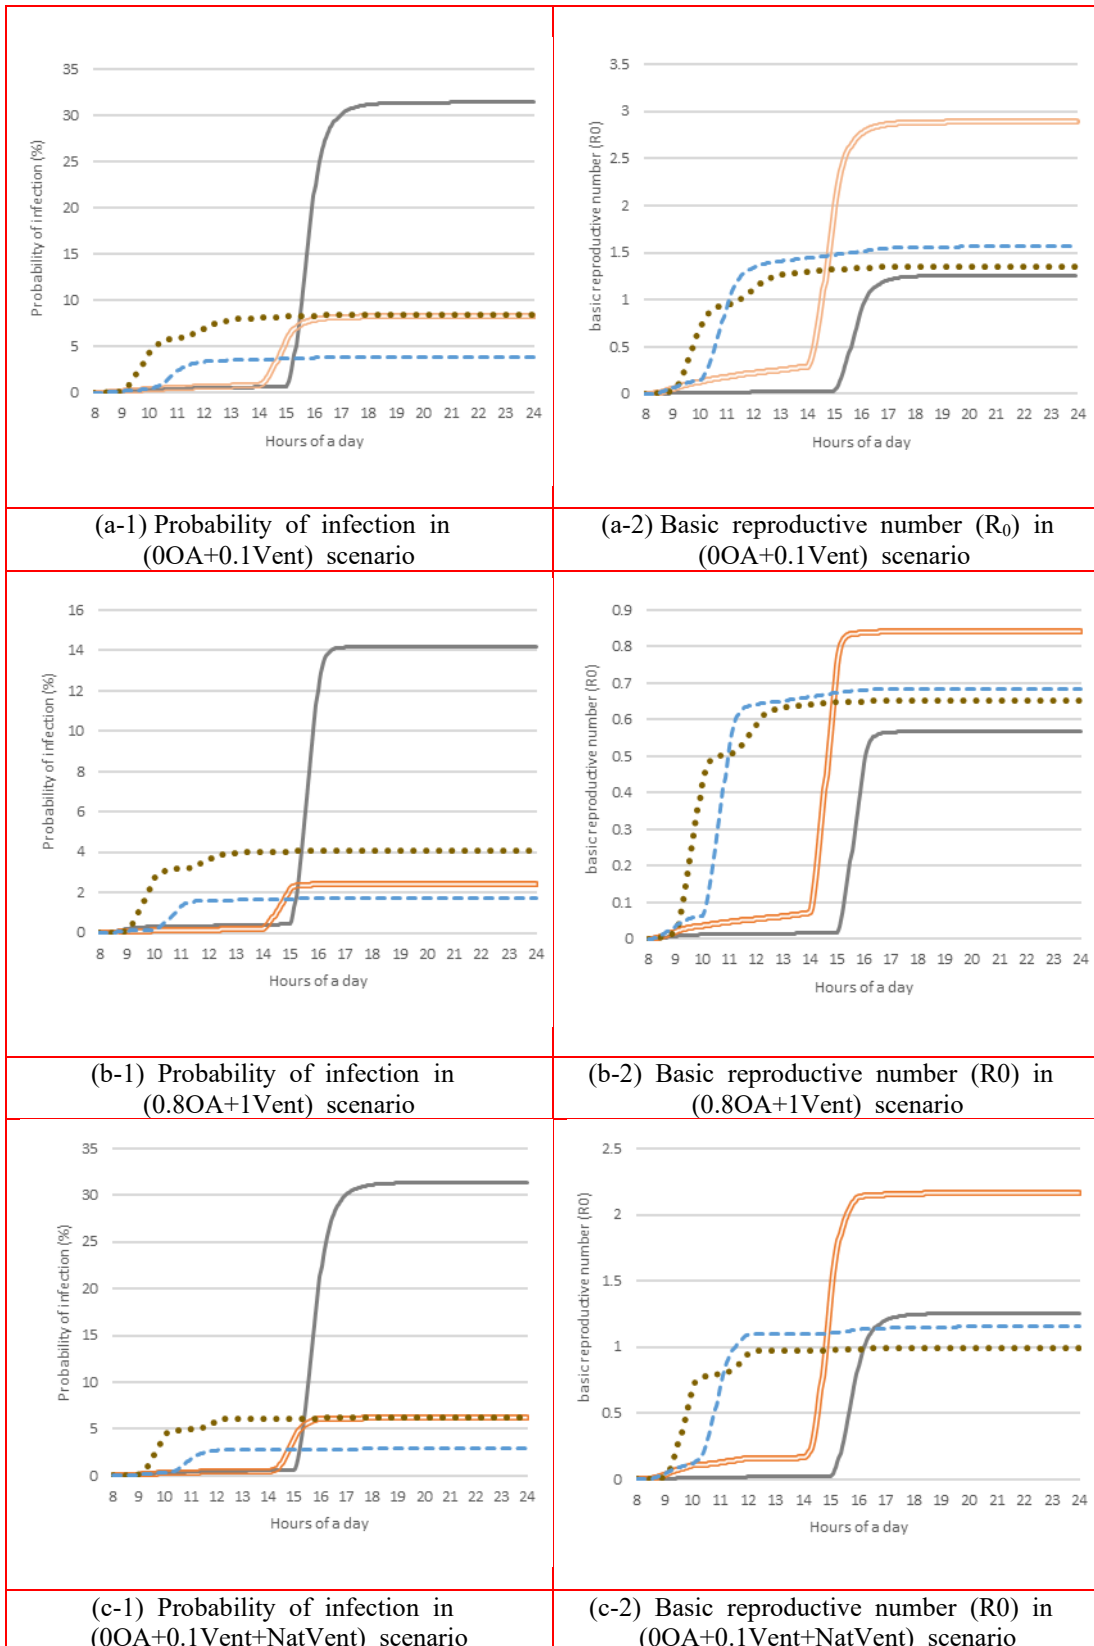 35
30
25
20
15
10
5
0
Probability of infection (%)
8 9 10 11 12 13 14 15 16 17 18 19 20 21 22 23 24
Hours of a day
3.5
3
2.5
2
1.5
1
0.5
0
basic reproductive number (R0)
8 9 10 11 12 13 14 15 16 17 18 19 20 21 22 23 24
Hours of a day
(a-1) Probability of infection in
(0OA+0.1Vent) scenario
(a-2) Basic reproductive number (R₀) in
(0OA+0.1Vent) scenario
16
14
12
10
8
6
4
2
0
Probability of infection (%)
8 9 10 11 12 13 14 15 16 17 18 19 20 21 22 23 24
Hours of a day
0.9
0.8
0.7
0.6
0.5
0.4
0.3
0.2
0.1
0
basic reproductive number (R0)
8 9 10 11 12 13 14 15 16 17 18 19 20 21 22 23 24
Hours of a day
(b-1) Probability of infection in
(0.8OA+1Vent) scenario
(b-2) Basic reproductive number (R0) in
(0.8OA+1Vent) scenario
35
30
25
20
15
10
5
0
Probability of infection (%)
8 9 10 11 12 13 14 15 16 17 18 19 20 21 22 23 24
Hours of a day
2.5
2
1.5
1
0.5
0
basic reproductive number (R0)
8 9 10 11 12 13 14 15 16 17 18 19 20 21 22 23 24
Hours of a day
(c-1) Probability of infection in
(0OA+0.1Vent+NatVent) scenario
(c-2) Basic reproductive number (R0) in
(0OA+0.1Vent+NatVent) scenario